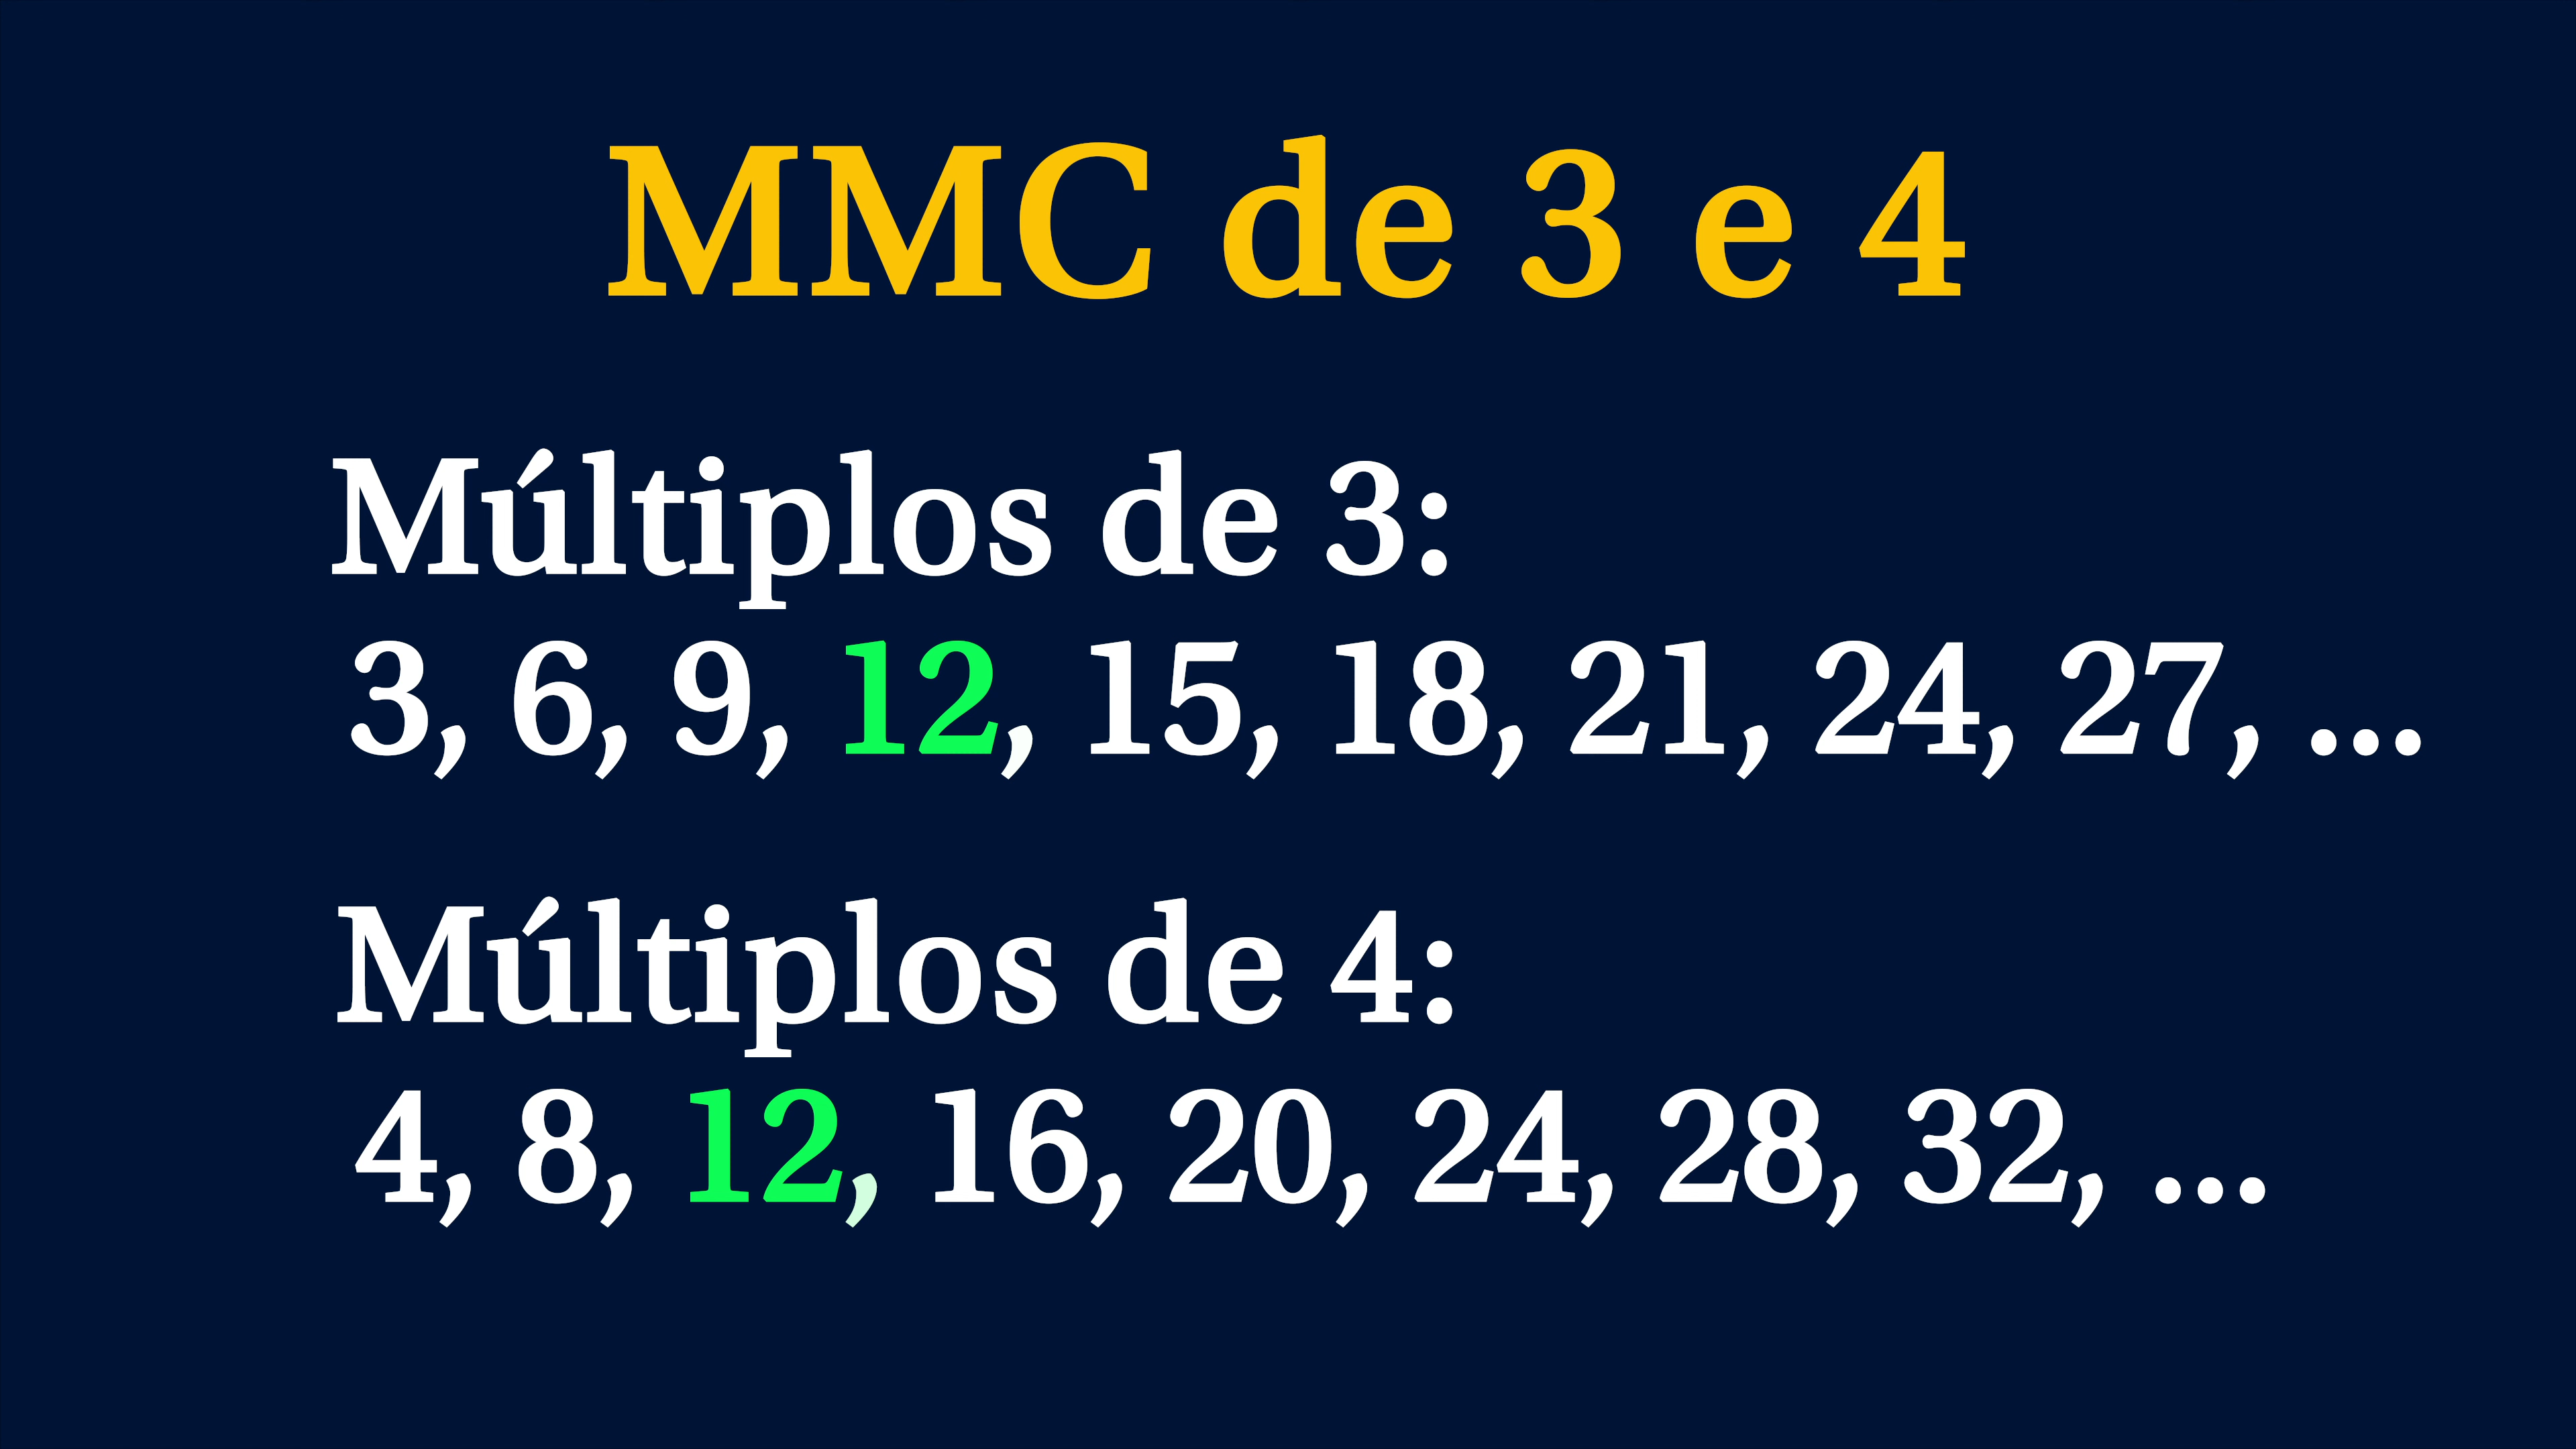 MMC de 3 e 4
Múltiplos de 3:
3, 6, 9, 12, 15, 18, 21, 24, 27, ...
Múltiplos de 4:
4, 8, 12, 16, 20, 24, 28, 32, ...